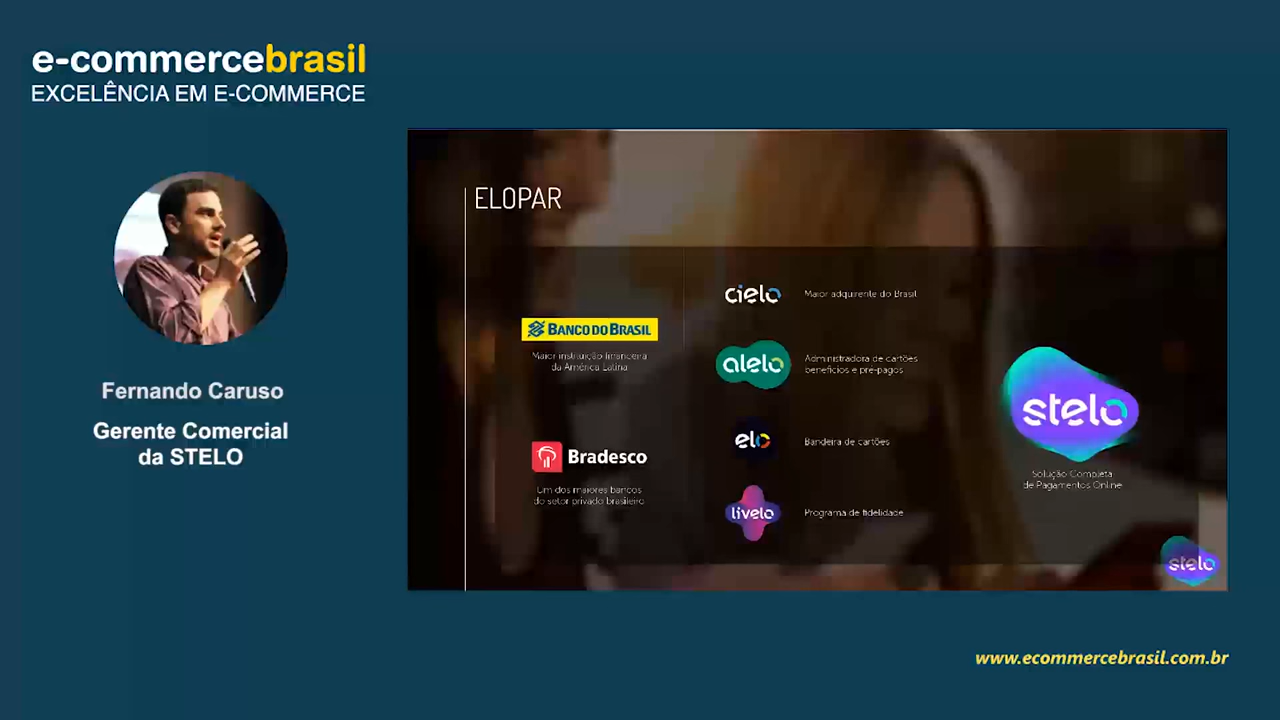 e-commercebrasil
EXCELÊNCIA EM E-COMMERCE
Fernando Caruso
Gerente Comercial
da STELO
ELOPAR
BANCO DO BRASIL
Maior instituição financeira
da América Latina
Bradesco
Um dos maiores bancos
do setor privado brasileiro
cielo
Maior adquirente do Brasil
alelo
Administradora de cartões
benefícios e pré-pagos
elo
Bandeira de cartões
livelo
Programa de fidelidade
stelo
Solução Completa
de Pagamentos Online
stelo
www.ecommercebrasil.com.br